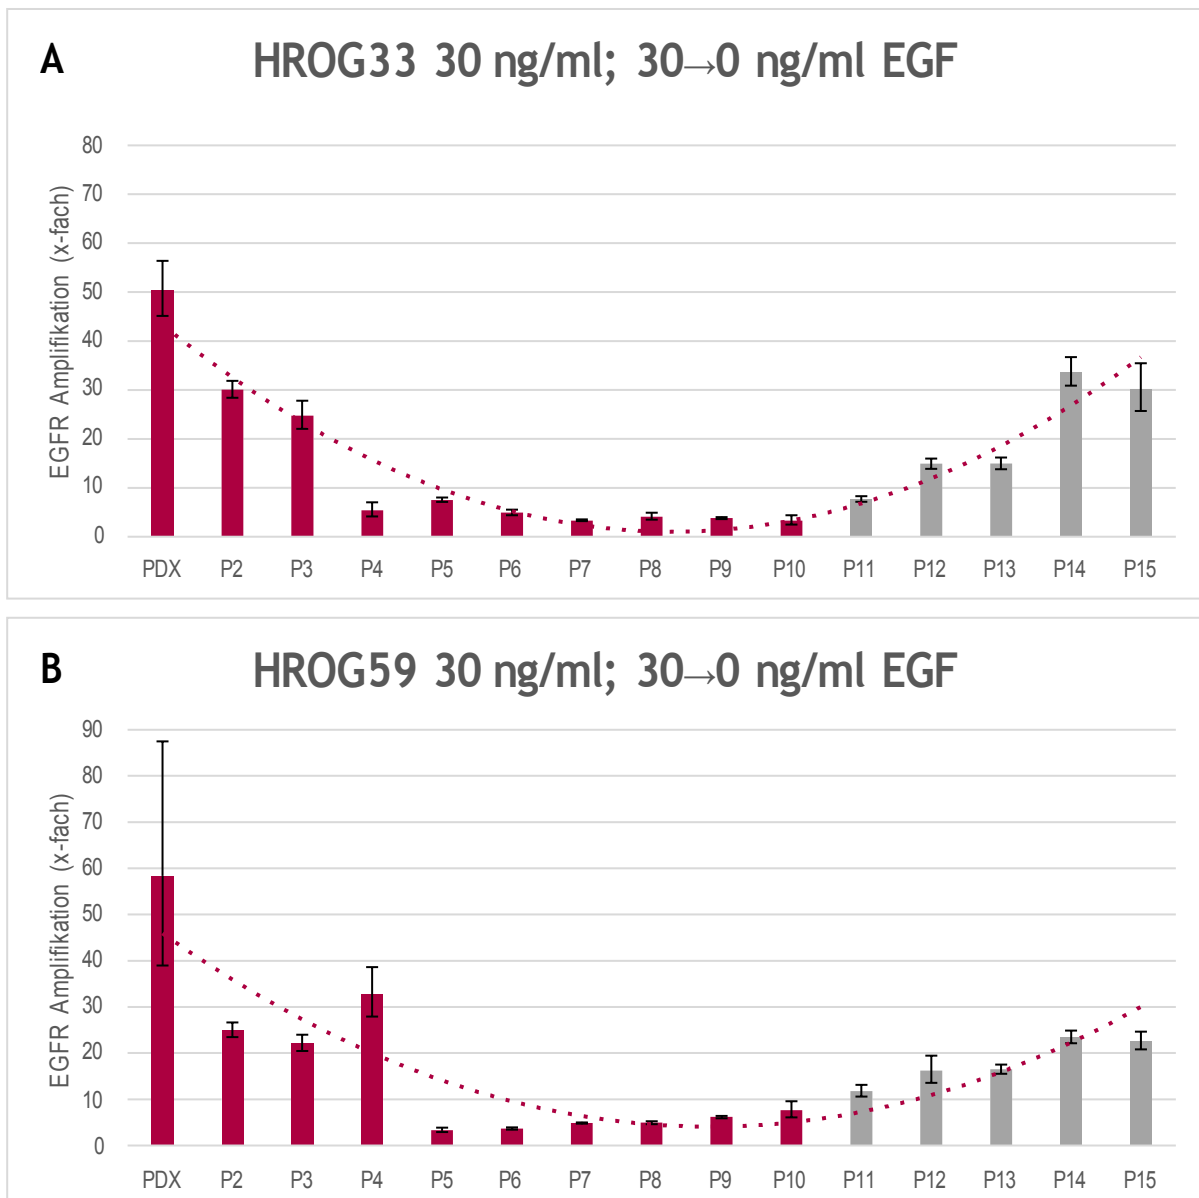 A
HROG33 30 ng/ml; 30→0 ng/ml EGF
EGFR Amplifikation (x-fach)
80
70
60
50
40
30
20
10
0
PDX P2 P3 P4 P5 P6 P7 P8 P9 P10 P11 P12 P13 P14 P15
B
HROG59 30 ng/ml; 30→0 ng/ml EGF
EGFR Amplifikation (x-fach)
90
80
70
60
50
40
30
20
10
0
PDX P2 P3 P4 P5 P6 P7 P8 P9 P10 P11 P12 P13 P14 P15